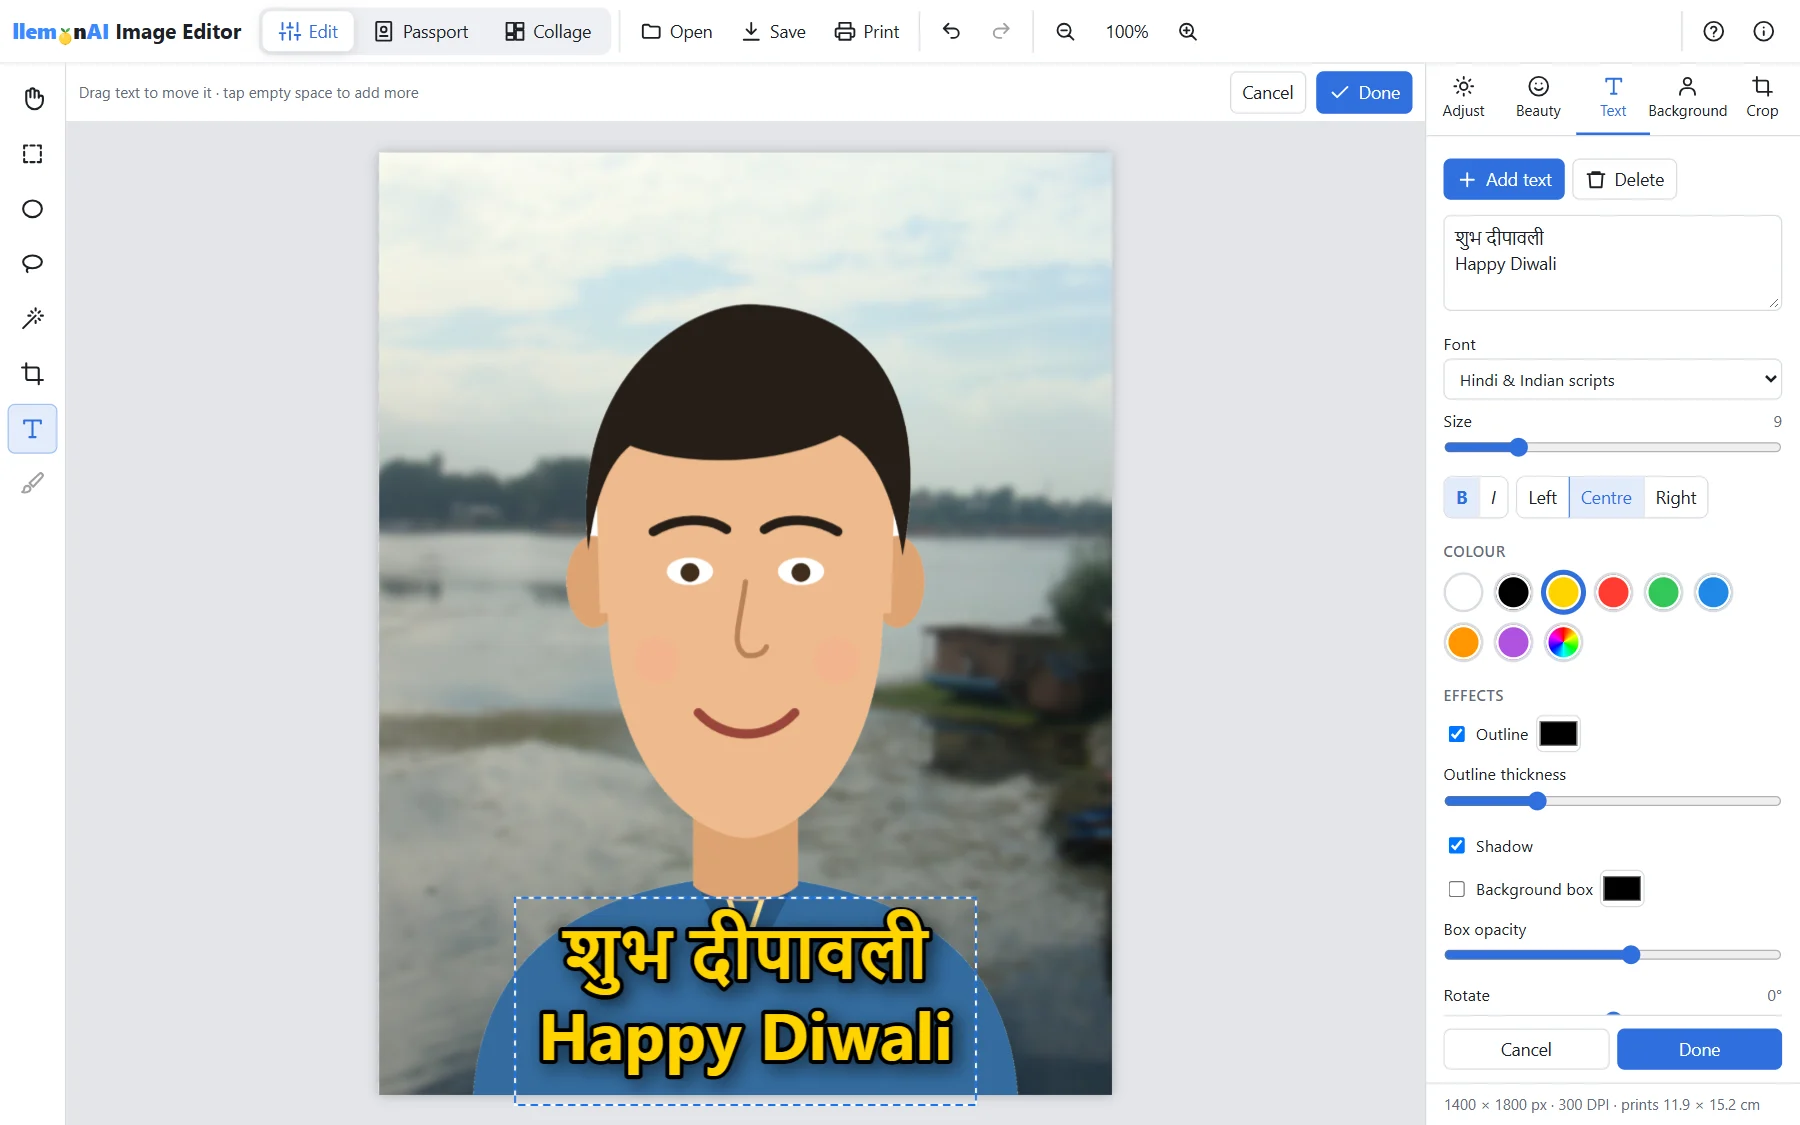 llemonAI Image Editor
Edit
Passport
Collage
Open
Save
Print
100%
Drag text to move it · tap empty space to add more
Cancel
Done
Adjust
Beauty
Text
Background
Crop
Add text
Delete
शुभ दीपावली
Happy Diwali
Font
Hindi & Indian scripts
Size 9
B I Left Centre Right
COLOUR
EFFECTS
Outline
Outline thickness
Shadow
Background box
Box opacity
Rotate 0°
Cancel
Done
1400 × 1800 px · 300 DPI · prints 11.9 × 15.2 cm
शुभ दीपावली
Happy Diwali